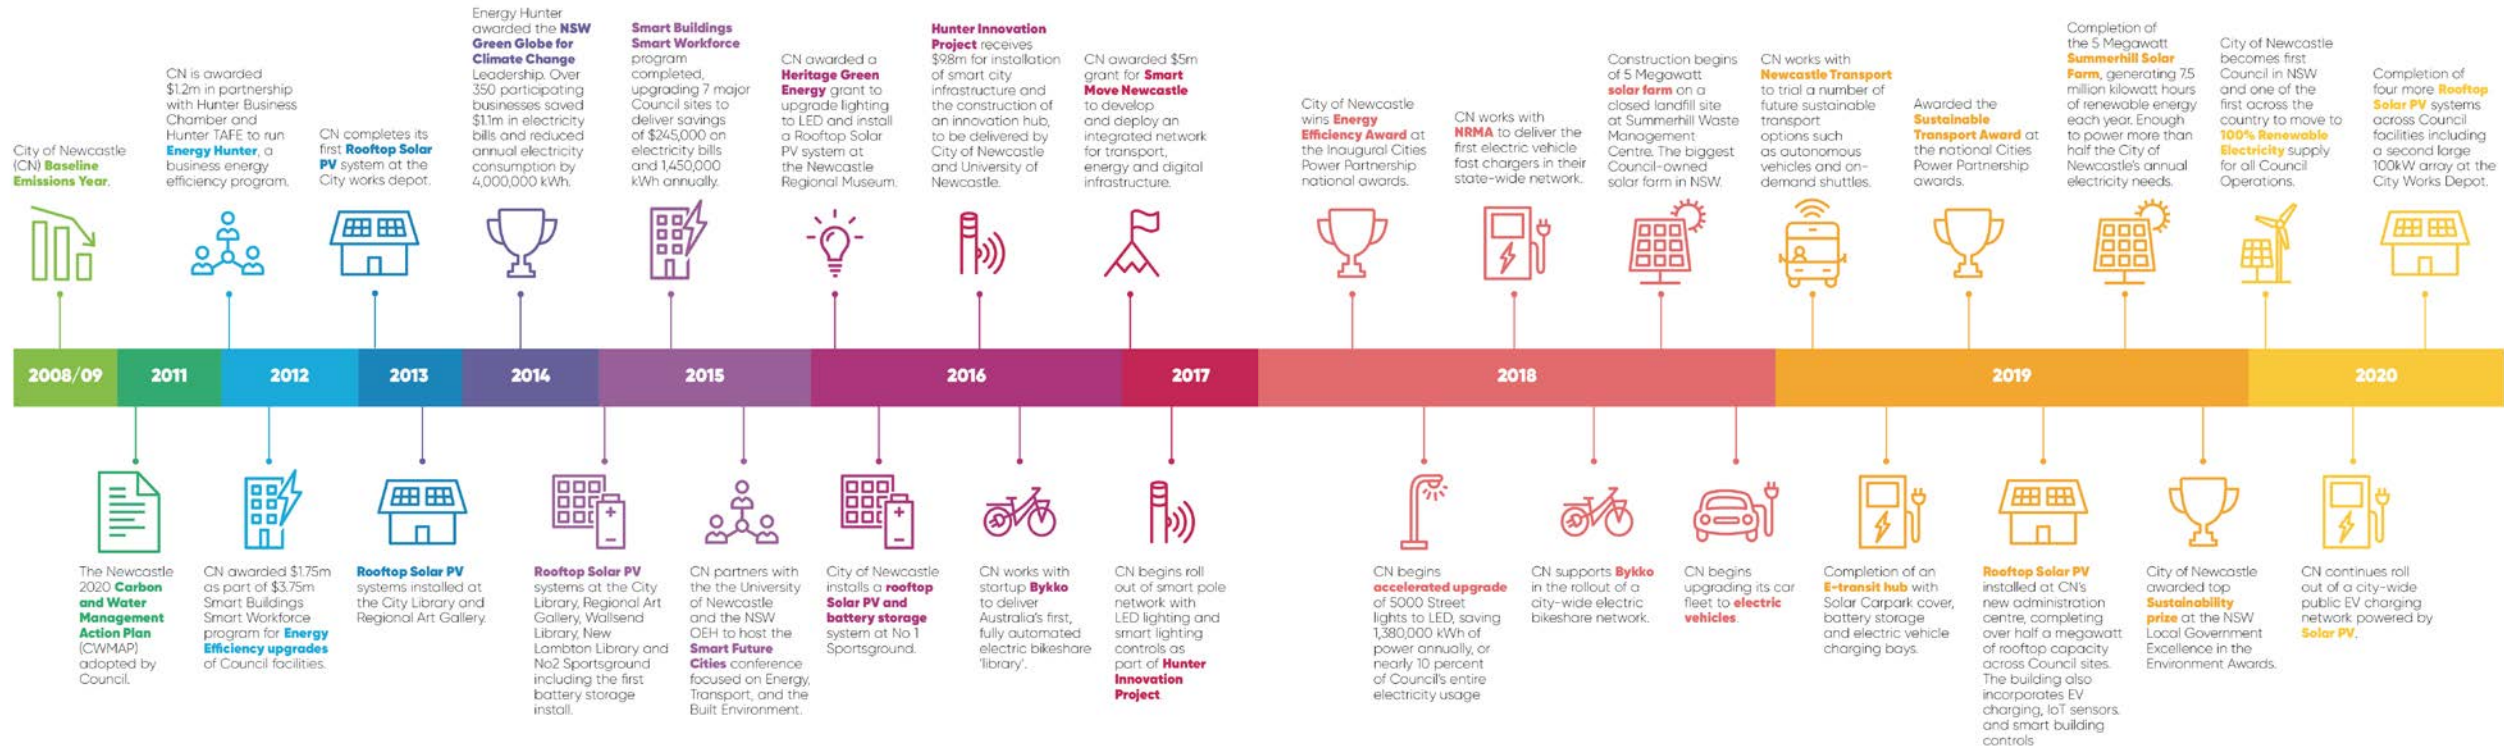 City of Newcastle
(CN) Baseline
Emissions Year.
CN is awarded
$1.2m in partnership
with Hunter Business
Chamber and
Hunter TAFE to run
Energy Hunter, a
business energy
efficiency program.
CN completes its
first Rooftop Solar
PV system at the
City works depot.
Energy Hunter
awarded the NSW
Green Globe for
Climate Change
Leadership. Over
350 participating
businesses saved
$1.1m in electricity
bills and reduced
annual electricity
consumption by
4,000,000 kWh.
Smart Buildings
Smart Workforce
program
completed,
upgrading 7 major
Council sites to
deliver savings
of $245,000 on
electricity bills
and 1,450,000
kWh annually.
CN awarded a
Heritage Green
Energy grant to
upgrade lighting
to LED and install
a Rooftop Solar
PV system at
the Newcastle
Regional Museum.
Hunter Innovation
Project receives
$9.8m for installation
of smart city
infrastructure and
the construction of
an innovation hub,
to be delivered by
City of Newcastle
and University of
Newcastle.
CN awarded $5m
grant for Smart
Move Newcastle
to develop
and deploy an
integrated network
for transport,
energy and digital
infrastructure.
City of Newcastle
wins Energy
Efficiency Award at
the Inaugural Cities
Power Partnership
national awards.
CN works with
NRMA to deliver the
first electric vehicle
fast chargers in their
state-wide network.
Construction begins
of 5 Megawatt
solar farm on a
closed landfill site
at Summerhill Waste
Management
Centre. The biggest
Council-owned
solar farm in NSW.
CN works with
Newcastle Transport
to trial a number of
future sustainable
transport
options such
as autonomous
vehicles and on-
demand shuttles.
Awarded the
Sustainable
Transport Award at
the national Cities
Power Partnership
awards.
Completion of
the 5 Megawatt
Summerhill Solar
Farm, generating 7.5
million kilowatt hours
of renewable energy
each year. Enough
to power more than
half the City of
Newcastle's annual
electricity needs.
City of Newcastle
becomes first
Council in NSW
and one of the
first across the
country to move to
100% Renewable
Electricity supply
for all Council
Operations.
Completion of
four more Rooftop
Solar PV systems
across Council
facilities including
a second large
100kW array at the
City Works Depot.
2008/09
2011
2012
2013
2014
2015
2016
2017
2018
2019
2020
The Newcastle
2020 Carbon
and Water
Management
Action Plan
(CWMAP)
adopted by
Council.
CN awarded $1.75m
as part of $3.75m
Smart Buildings
Smart Workforce
program for Energy
Efficiency upgrades
of Council facilities.
Rooftop Solar PV
systems installed at
the City Library and
Regional Art Gallery.
Rooftop Solar PV
systems at the City
Library, Regional Art
Gallery, Wallsend
Library, New
Lambton Library and
No2 Sportsground
including the first
battery storage
install.
CN partners with
the the University
of Newcastle
and the NSW
OEH to host the
Smart Future
Cities conference
focused on Energy,
Transport, and the
Built Environment.
City of Newcastle
installs a rooftop
Solar PV and
battery storage
system at No 1
Sportsground.
CN works with
startup Bykko
to deliver
Australia's first,
fully automated
electric bikeshare
'library'.
CN begins roll
out of smart pole
network with
LED lighting and
smart lighting
controls as
part of Hunter
Innovation
Project
CN begins
accelerated upgrade
of 5000 Street
lights to LED, saving
1,380,000 kWh of
power annually, or
nearly 10 percent
of Council's entire
electricity usage
CN supports Bykko
in the rollout of a
city-wide electric
bikeshare network.
CN begins
upgrading its car
fleet to electric
vehicles.
Completion of an
E-transit hub with
Solar Carpark cover,
battery storage
and electric vehicle
charging bays.
Rooftop Solar PV
installed at CN's
new administration
centre, completing
over half a megawatt
of rooftop capacity
across Council sites.
The building also
incorporates EV
charging, IoT sensors
and smart building
controls
City of Newcastle
awarded top
Sustainability
prize at the NSW
Local Government
Excellence in the
Environment Awards.
CN continues roll
out of a city-wide
public EV charging
network powered by
Solar PV.